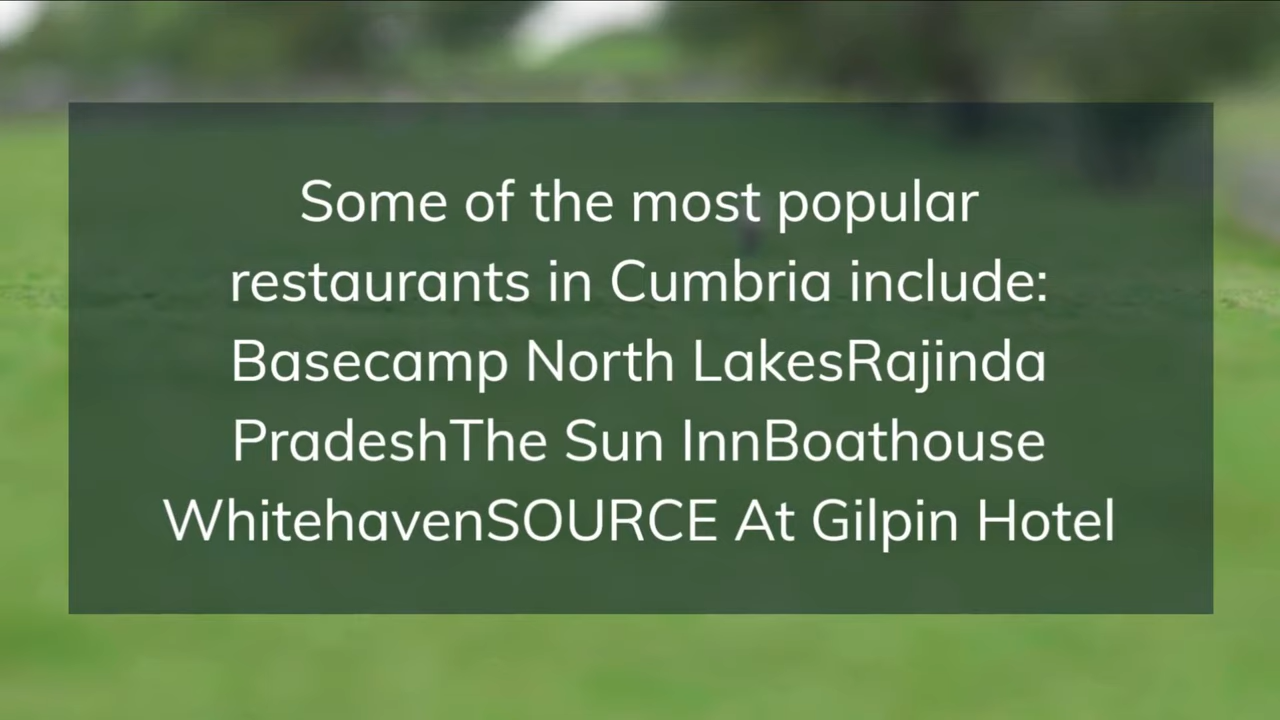 Some of the most popular
restaurants in Cumbria include:
Basecamp North LakesRajinda
PradeshThe Sun InnBoathouse
WhitehavenSOURCE At Gilpin Hotel